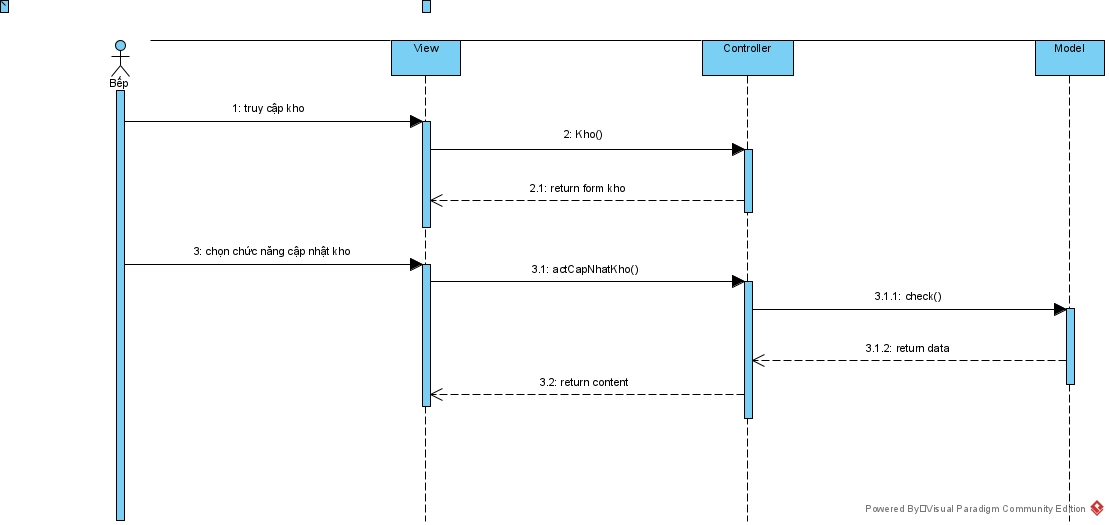 View
Controller
Model
Bếp
1: truy cập kho
2: Kho()
2.1: return form kho
3: chọn chức năng cập nhật kho
3.1: actCapNhatKho()
3.1.1: check()
3.1.2: return data
3.2: return content
Powered By Visual Paradigm Community Edition